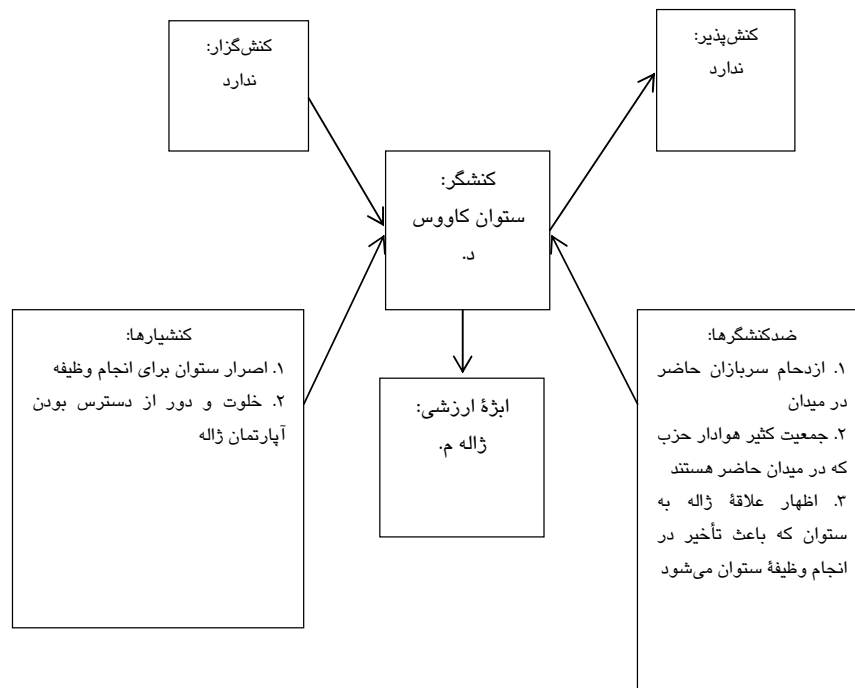 کنش‌پذیر:
ندارد
کنش‌گزار:
ندارد
کنشگر:
ستوان کاووس
د.
ضدکنشگرها:
۱. ازدحام سربازان حاضر
در میدان
۲. جمعیت کثیر هوادار حزب
که در میدان حاضر هستند
۳. اظهار علاقهٔ ژاله به
ستوان که باعث تأخیر در
انجام وظیفهٔ ستوان می‌شود
ابژهٔ ارزشی:
ژاله م.
کنشیارها:
۱. اصرار ستوان برای انجام وظیفه
۲. خلوت و دور از دسترس بودن
آپارتمان ژاله